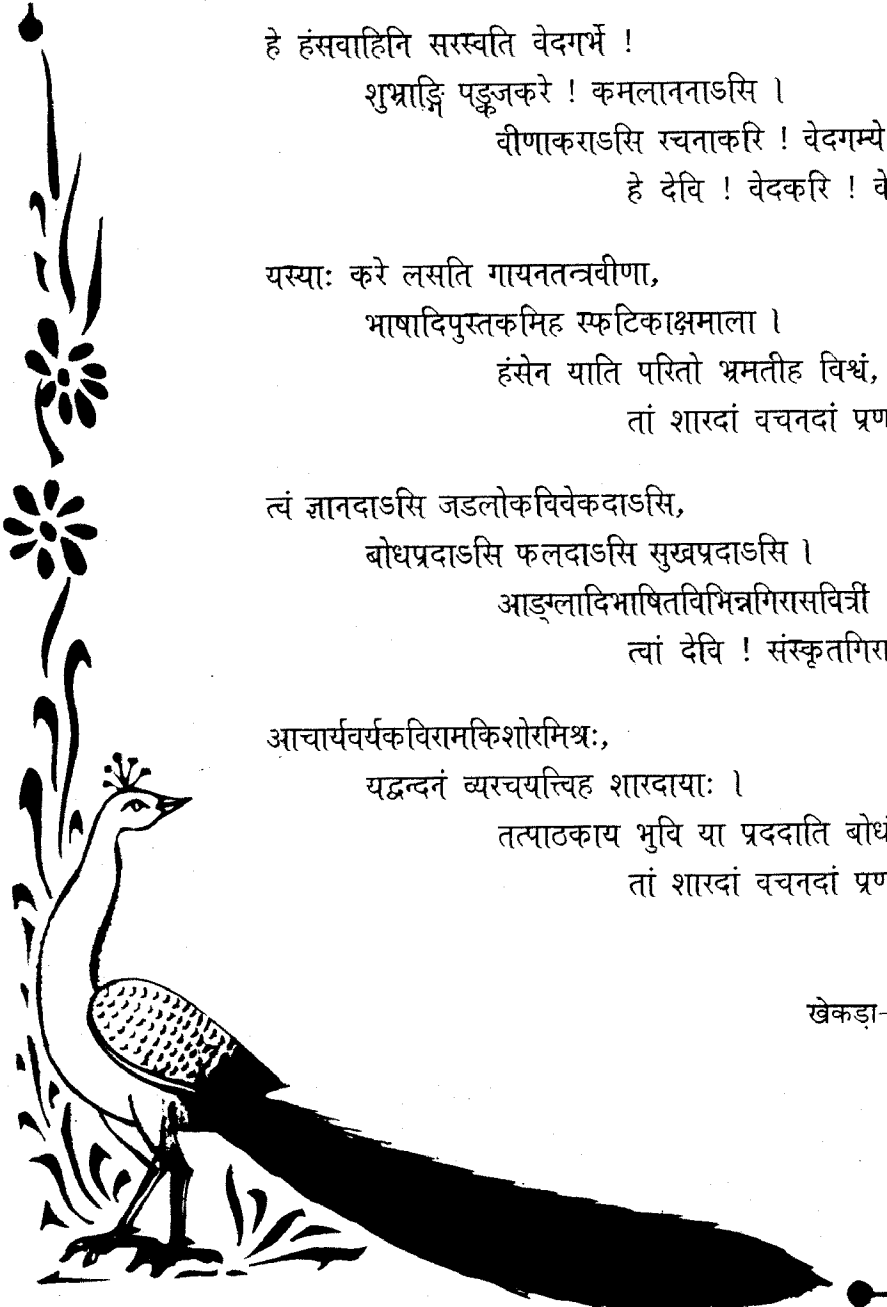 हे हंसवाहिनि सरस्वति वेदगर्भे !
शुभ्राङ्गि पङ्कजकरे ! कमलाननाऽसि ।
वीणाकराऽसि रचनाकरि ! वेदगम्ये
हे देवि ! वेदकरि !
यस्याः करे लसति गायनतन्त्रवीणा,
भाषादिपुस्तकमिह स्फटिकाक्षमाला ।
हंसेन याति परितो भ्रमतीह विश्वं,
तां शारदां वचनदां
त्वं ज्ञानदाऽसि जडलोकविवेकदाऽसि,
बोधप्रदाऽसि फलदाऽसि सुखप्रदाऽसि ।
आङ्ग्लादिभाषितविभिन्नगिरासवित्रीं
त्वां देवि ! संस्कृतगिरा
आचार्यवर्यकविरामकिशोरमिश्रः,
यद्वन्दनं व्यरचयत्त्विह शारदायाः ।
तत्पाठकाय भुवि या प्रददाति बोधं
तां शारदां वचनदां
खेकड़ा-